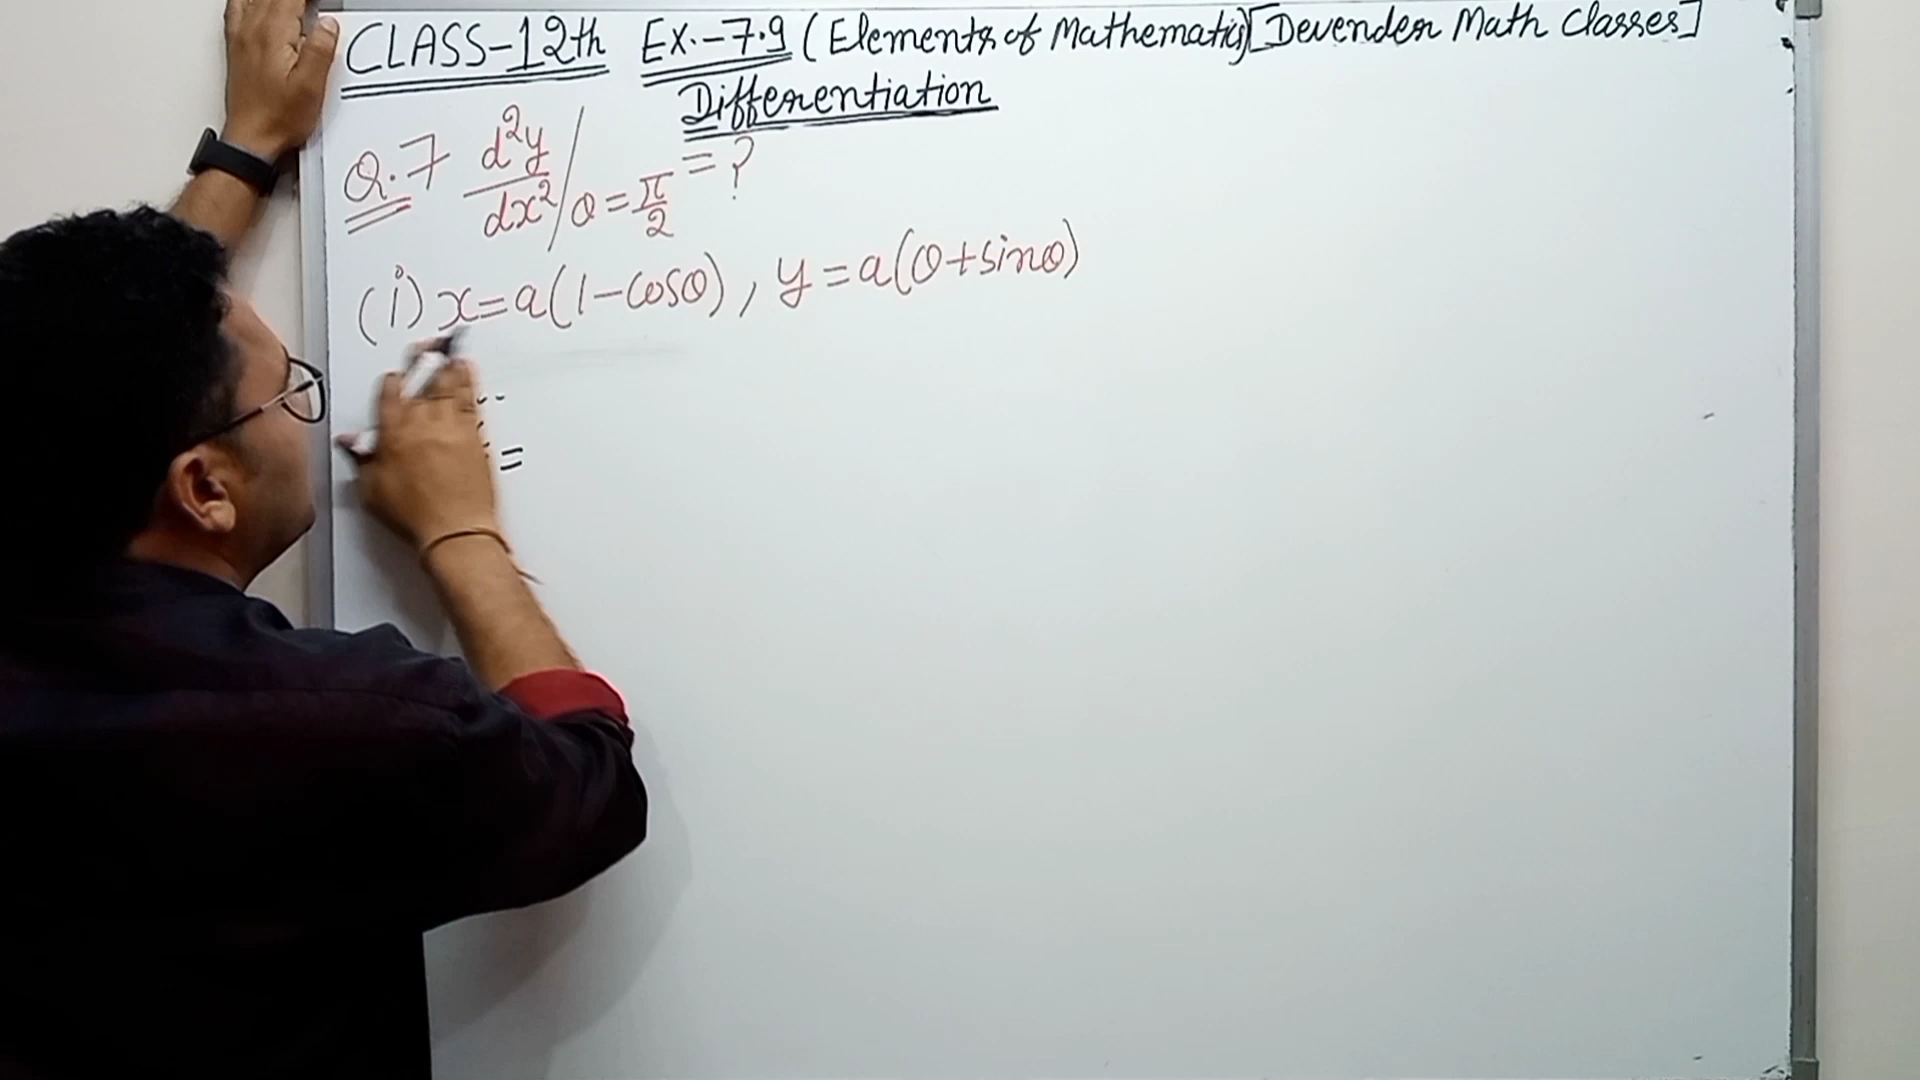 CLASS-12th Ex.-7.9 (Elements of Mathematics) [Devender Math Classes]
Differentiation
Q.7 d²y/dx² / θ=π/2 = ?
(i) x=a(1-cosθ), y=a(θ+sinθ)
=